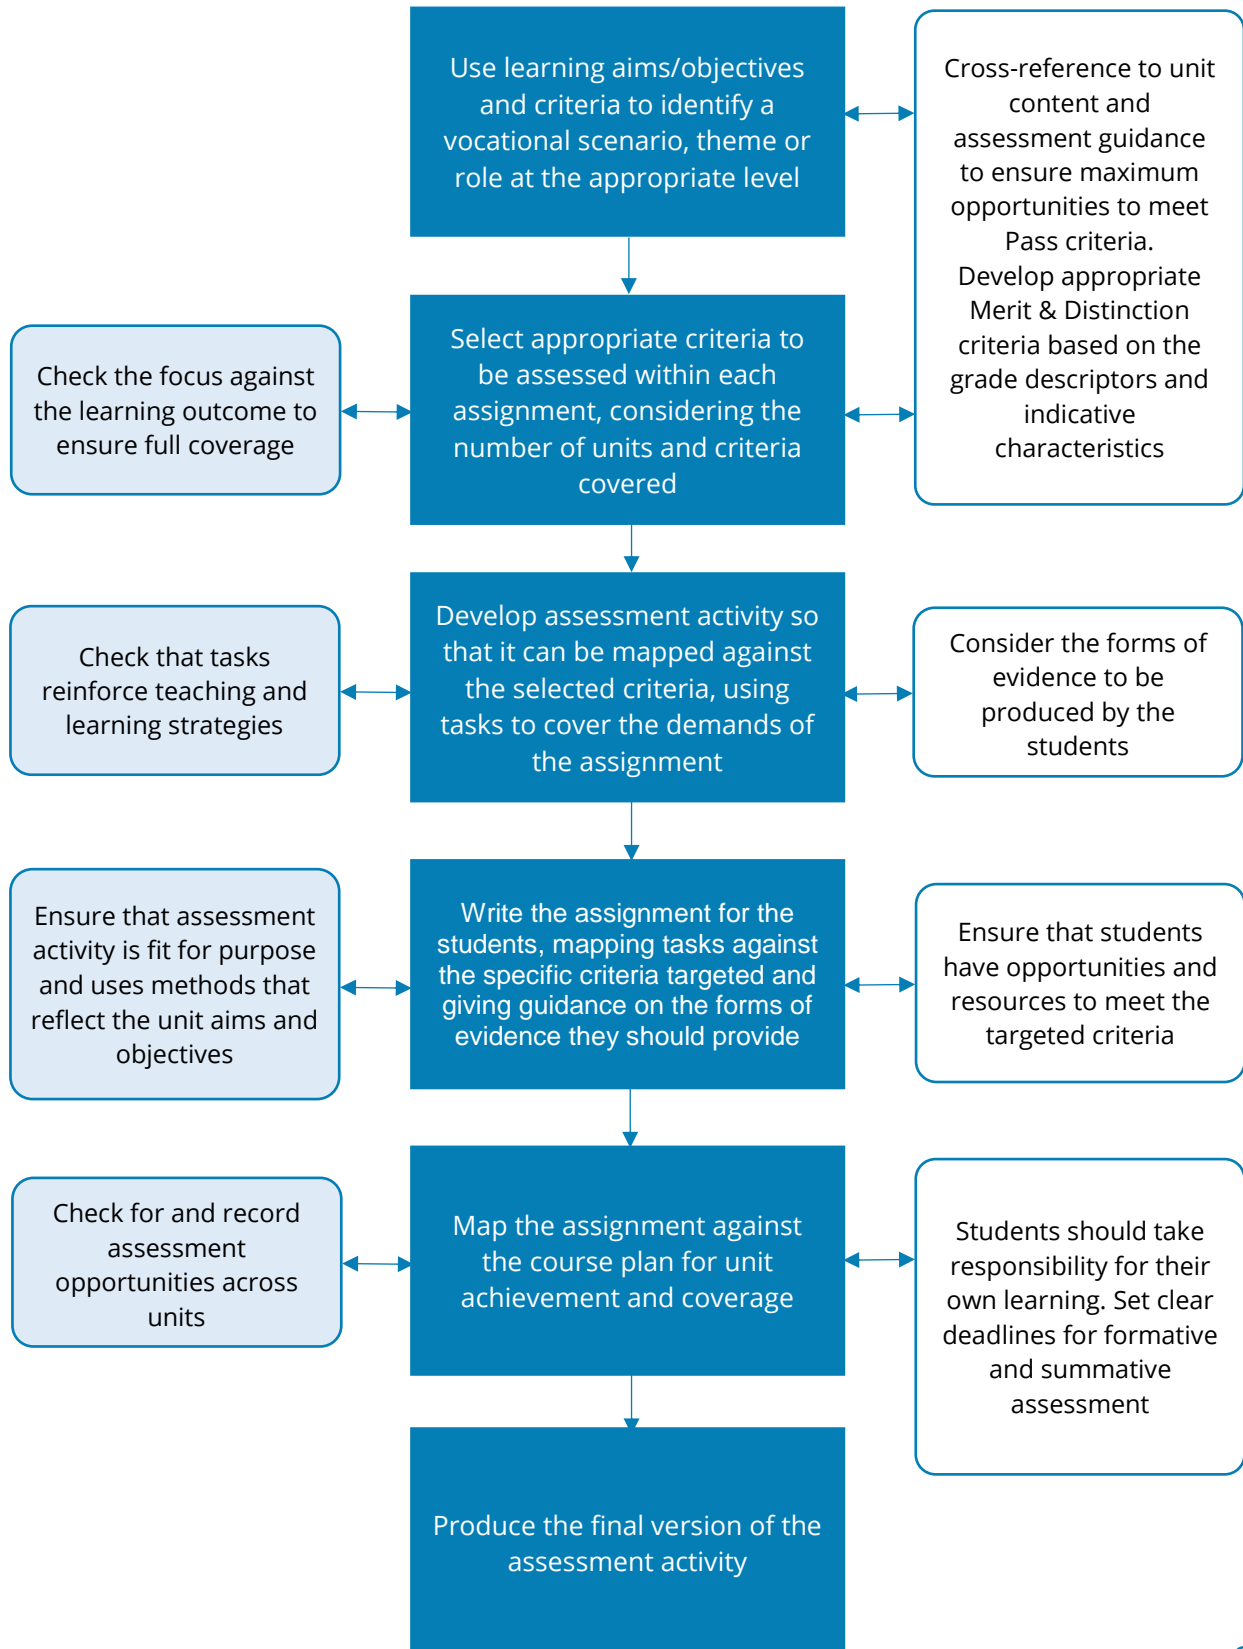 Use learning aims/objectives
and criteria to identify a
vocational scenario, theme or
role at the appropriate level
Cross-reference to unit
content and
assessment guidance
to ensure maximum
opportunities to meet
Pass criteria.
Develop appropriate
Merit & Distinction
criteria based on the
grade descriptors and
indicative
characteristics
Check the focus against
the learning outcome to
ensure full coverage
Select appropriate criteria to
be assessed within each
assignment, considering the
number of units and criteria
covered
Check that tasks
reinforce teaching and
learning strategies
Develop assessment activity so
that it can be mapped against
the selected criteria, using
tasks to cover the demands of
the assignment
Consider the forms of
evidence to be
produced by the
students
Ensure that assessment
activity is fit for purpose
and uses methods that
reflect the unit aims and
objectives
Write the assignment for the
students, mapping tasks against
the specific criteria targeted and
giving guidance on the forms of
evidence they should provide
Ensure that students
have opportunities and
resources to meet the
targeted criteria
Check for and record
assessment
opportunities across
units
Map the assignment against
the course plan for unit
achievement and coverage
Students should take
responsibility for their
own learning. Set clear
deadlines for formative
and summative
assessment
Produce the final version of the
assessment activity